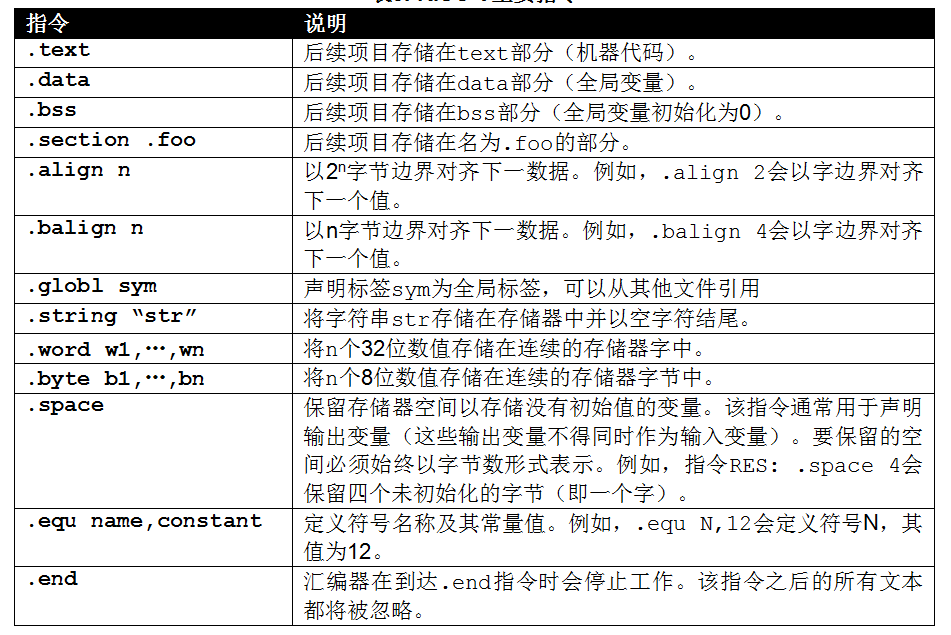 指令 说明
.text 后续项目存储在text部分（机器代码）。
.data 后续项目存储在data部分（全局变量）。
.bss 后续项目存储在bss部分（全局变量初始化为0）。
.section .foo 后续项目存储在名为.foo的部分。
.align n 以2ⁿ字节边界对齐下一数据。例如，.align 2会以字边界对齐
下一个值。
.balign n 以n字节边界对齐下一数据。例如，.balign 4会以字边界对齐
下一个值。
.globl sym 声明标签sym为全局标签，可以从其他文件引用
.string “str” 将字符串str存储在存储器中并以空字符结尾。
.word w1,…,wn 将n个32位数值存储在连续的存储器字中。
.byte b1,…,bn 将n个8位数值存储在连续的存储器字节中。
.space 保留存储器空间以存储没有初始值的变量。该指令通常用于声明
输出变量（这些输出变量不得同时作为输入变量）。要保留的空
间必须始终以字节数形式表示。例如，指令RES: .space 4会
保留四个未初始化的字节（即一个字）。
.equ name,constant 定义符号名称及其常量值。例如，.equ N,12会定义符号N，其
值为12。
.end 汇编器在到达.end指令时会停止工作。该指令之后的所有文本
都将被忽略。